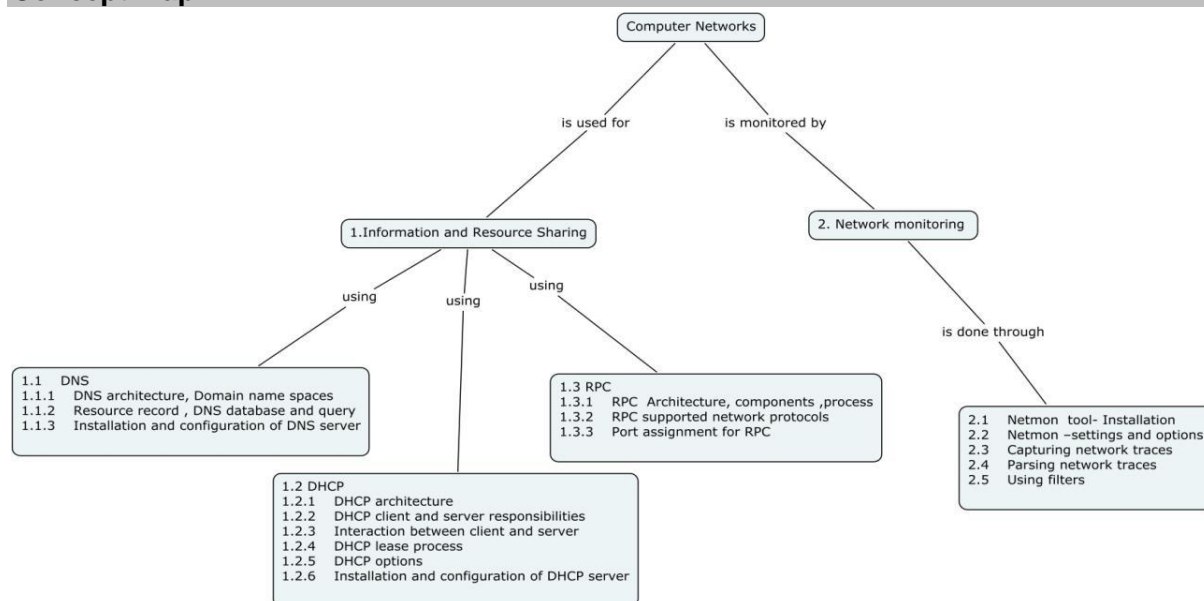 Computer Networks
is used for
is monitored by
1.Information and Resource Sharing
2. Network monitoring
using
using
using
is done through
1.1 DNS
1.1.1 DNS architecture, Domain name spaces
1.1.2 Resource record , DNS database and query
1.1.3 Installation and configuration of DNS server
1.3 RPC
1.3.1 RPC Architecture, components ,process
1.3.2 RPC supported network protocols
1.3.3 Port assignment for RPC
2.1 Netmon tool- Installation
2.2 Netmon –settings and options
2.3 Capturing network traces
2.4 Parsing network traces
2.5 Using filters
1.2 DHCP
1.2.1 DHCP architecture
1.2.2 DHCP client and server responsibilities
1.2.3 Interaction between client and server
1.2.4 DHCP lease process
1.2.5 DHCP options
1.2.6 Installation and configuration of DHCP server